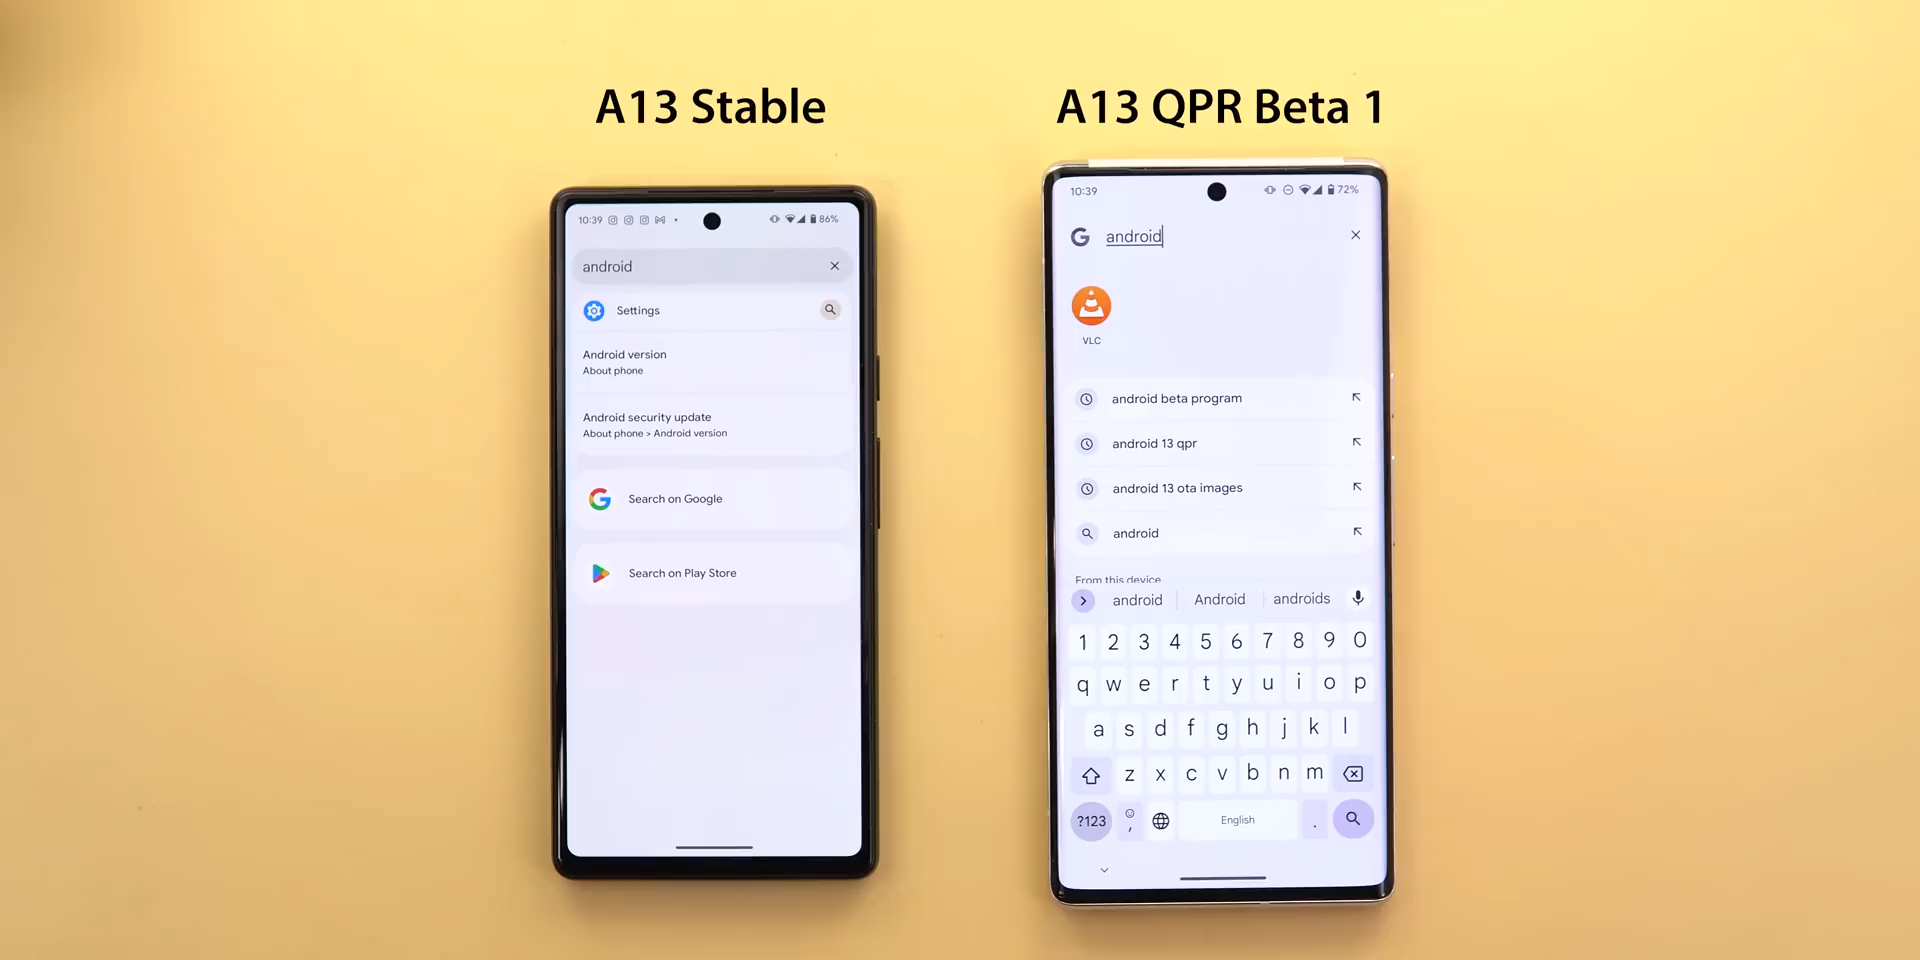 A13 Stable
A13 QPR Beta 1
10:39
86%
android
Settings
Android version
About phone
Android security update
About phone > Android version
Search on Google
Search on Play Store
10:39
72%
G android
VLC
android beta program
android 13 qpr
android 13 ota images
android
From this device
android Android androids
1 2 3 4 5 6 7 8 9 0
q w e r t y u i o p
a s d f g h j k l
z x c v b n m
?123 , English .